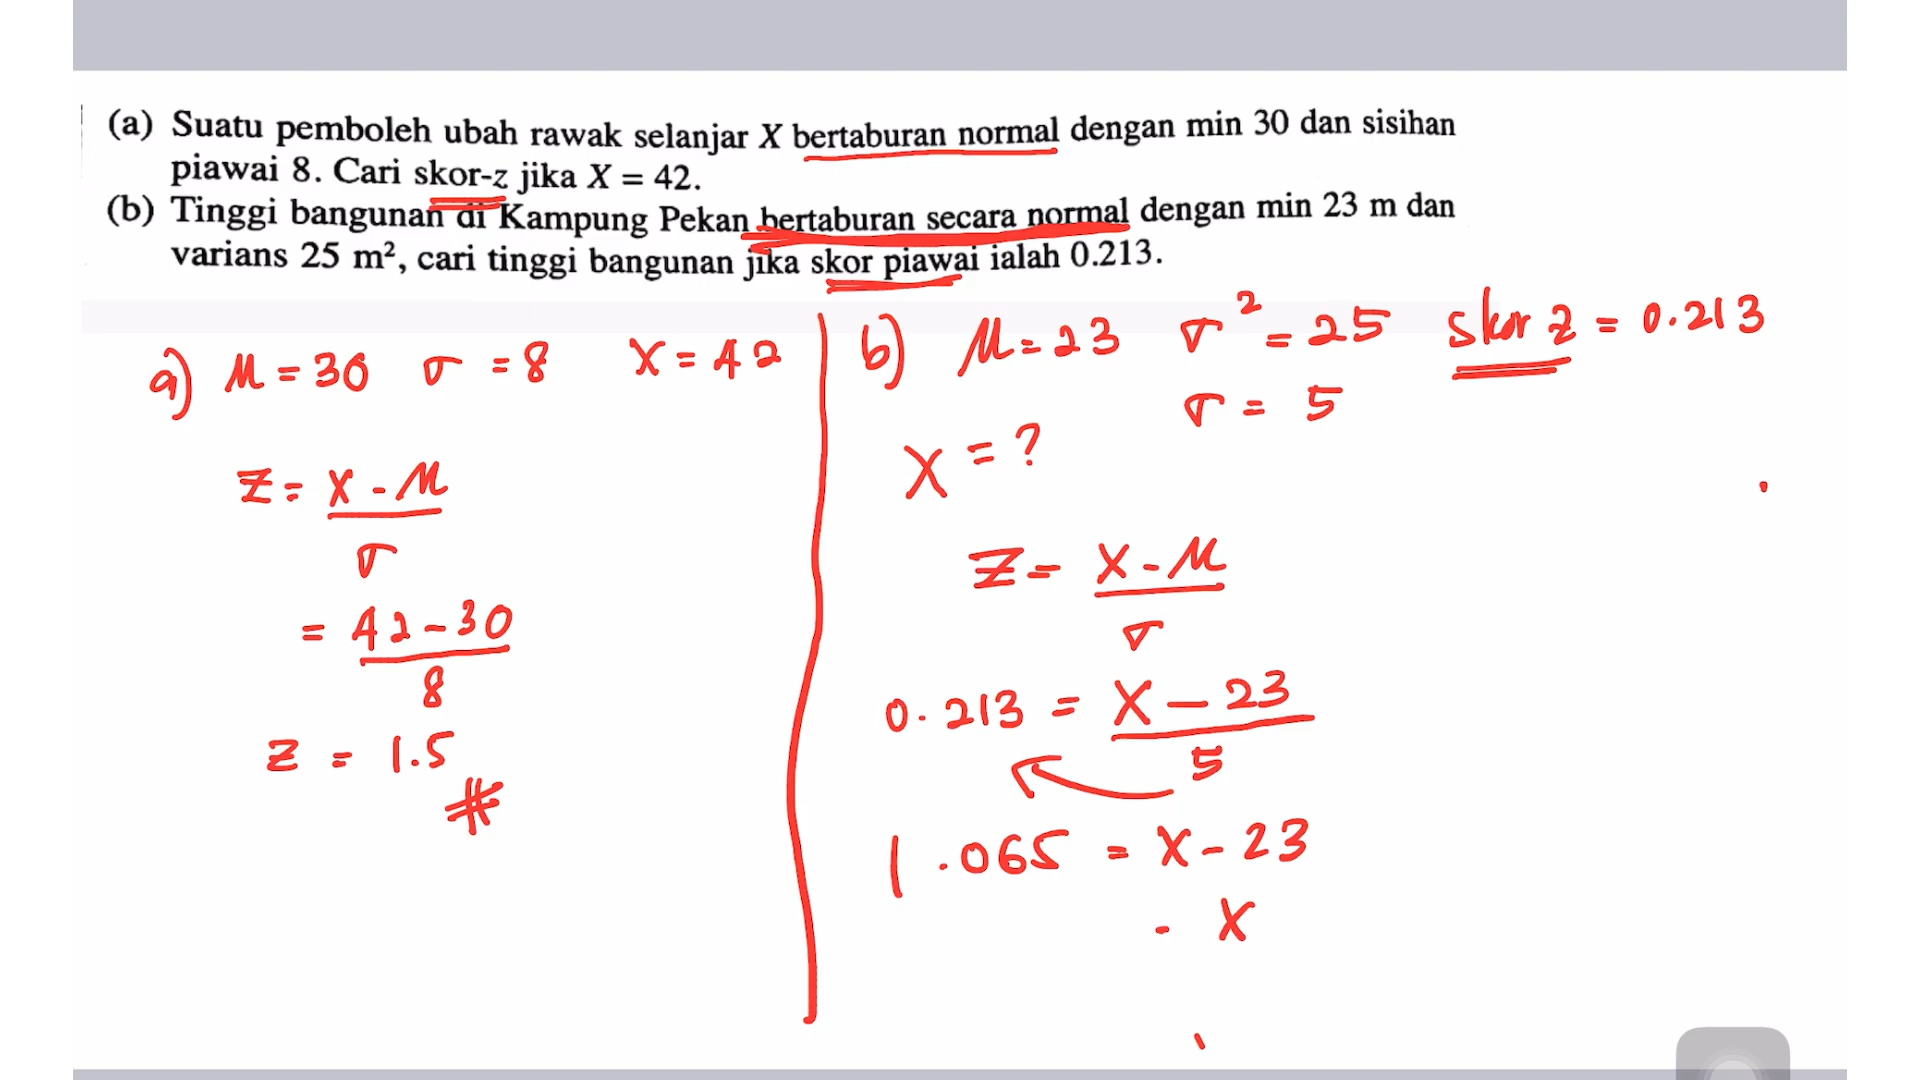 (a) Suatu pemboleh ubah rawak selanjar X bertaburan normal dengan min 30 dan sisihan
piawai 8. Cari skor-z jika X = 42.
(b) Tinggi bangunan di Kampung Pekan bertaburan secara normal dengan min 23 m dan
varians 25 m², cari tinggi bangunan jika skor piawai ialah 0.213.
a) μ = 30 σ = 8 X = 42
Z = X - μ
σ
= 42 - 30
8
Z = 1.5 #
b) μ = 23 σ² = 25 skor z = 0.213
σ = 5
X = ?
Z = X - μ
σ
0.213 = X - 23
5
1.065 = X - 23
- X